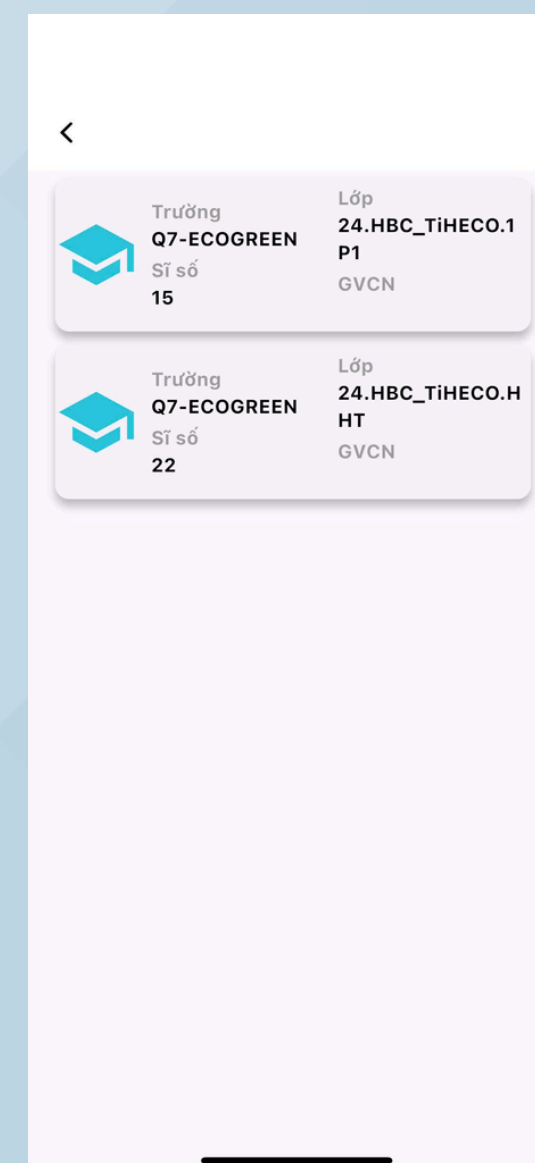 Trường
Q7-ECOGREEN
Sĩ số
15
Lớp
24.HBC_TiHECO.1
P1
GVCN
Trường
Q7-ECOGREEN
Sĩ số
22
Lớp
24.HBC_TiHECO.H
HT
GVCN